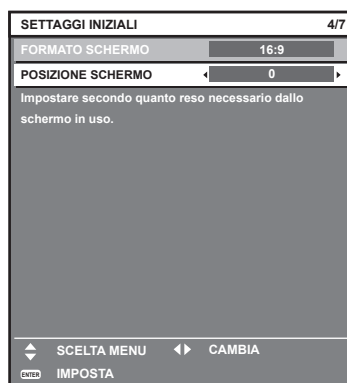 SETTAGGI INIZIALI 4/7
FORMATO SCHERMO 16:9
POSIZIONE SCHERMO 0
Impostare secondo quanto reso necessario dallo
schermo in uso.
SCELTA MENU CAMBIA
ENTER IMPOSTA